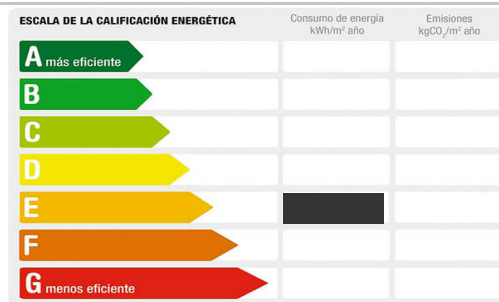 ESCALA DE LA CALIFICACIÓN ENERGÉTICA
Consumo de energía
kWh/m² año
Emisiones
kgCO₂/m² año
A más eficiente
B
C
D
E
F
G menos eficiente